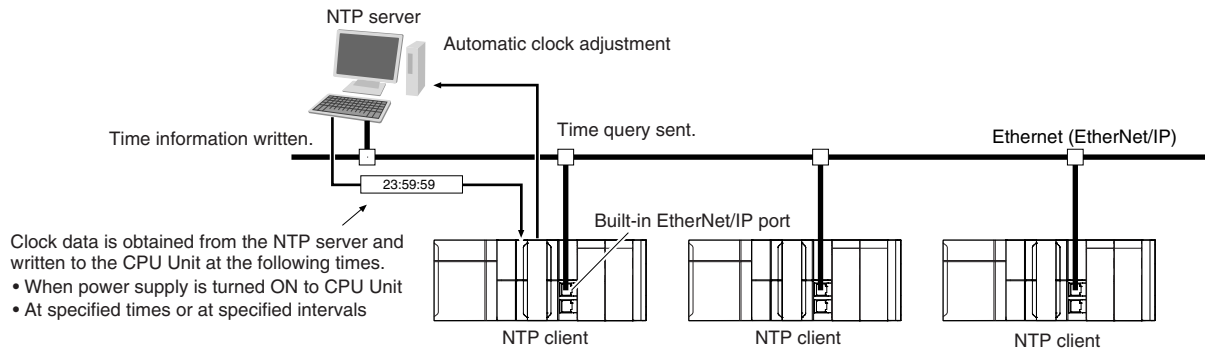 NTP server
Automatic clock adjustment
Time information written.
Time query sent.
Ethernet (EtherNet/IP)
23:59:59
Built-in EtherNet/IP port
Clock data is obtained from the NTP server and
written to the CPU Unit at the following times.
• When power supply is turned ON to CPU Unit
• At specified times or at specified intervals
NTP client
NTP client
NTP client